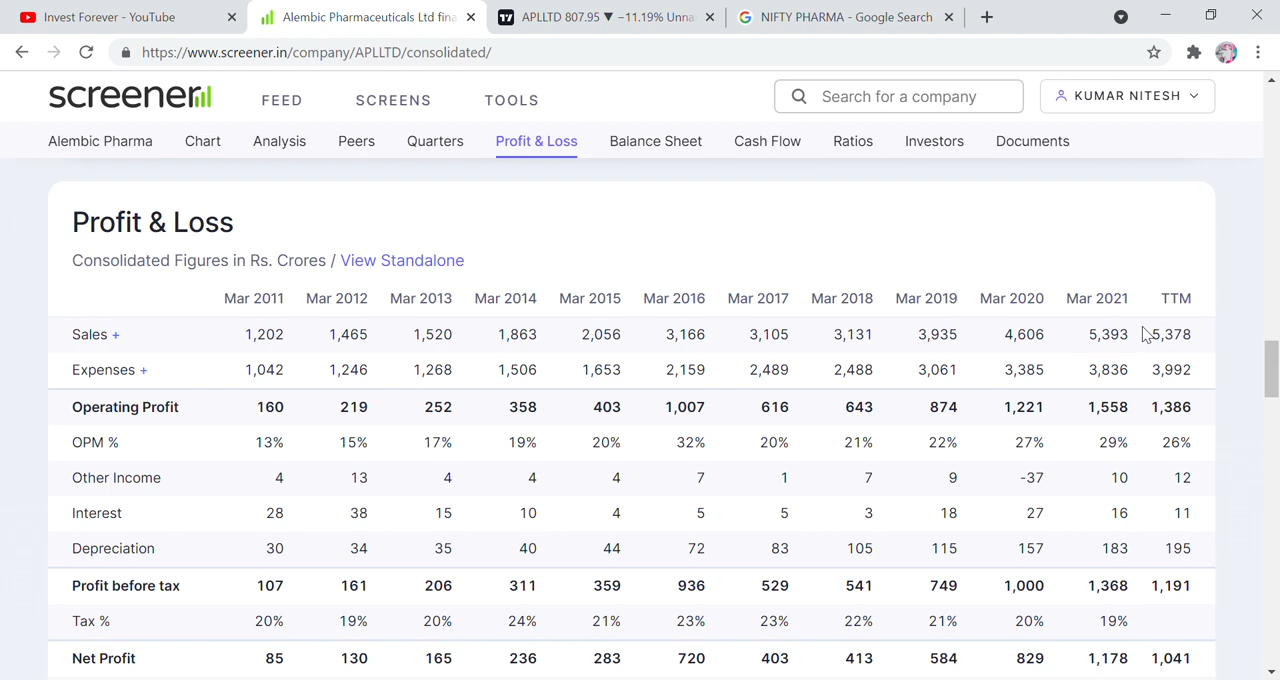 Invest Forever - YouTube
Alembic Pharmaceuticals Ltd fina
APLLTD 807.95 ▼ −11.19% Unna
NIFTY PHARMA - Google Search
https://www.screener.in/company/APLLTD/consolidated/
screener
FEED SCREENS TOOLS
Search for a company
KUMAR NITESH
Alembic Pharma Chart Analysis Peers Quarters Profit & Loss Balance Sheet Cash Flow Ratios Investors Documents
Profit & Loss
Consolidated Figures in Rs. Crores / View Standalone
Mar 2011 Mar 2012 Mar 2013 Mar 2014 Mar 2015 Mar 2016 Mar 2017 Mar 2018 Mar 2019 Mar 2020 Mar 2021 TTM
Sales + 1,202 1,465 1,520 1,863 2,056 3,166 3,105 3,131 3,935 4,606 5,393 5,378
Expenses + 1,042 1,246 1,268 1,506 1,653 2,159 2,489 2,488 3,061 3,385 3,836 3,992
Operating Profit 160 219 252 358 403 1,007 616 643 874 1,221 1,558 1,386
OPM % 13% 15% 17% 19% 20% 32% 20% 21% 22% 27% 29% 26%
Other Income 4 13 4 4 4 7 1 7 9 -37 10 12
Interest 28 38 15 10 4 5 5 3 18 27 16 11
Depreciation 30 34 35 40 44 72 83 105 115 157 183 195
Profit before tax 107 161 206 311 359 936 529 541 749 1,000 1,368 1,191
Tax % 20% 19% 20% 24% 21% 23% 23% 22% 21% 20% 19%
Net Profit 85 130 165 236 283 720 403 413 584 829 1,178 1,041